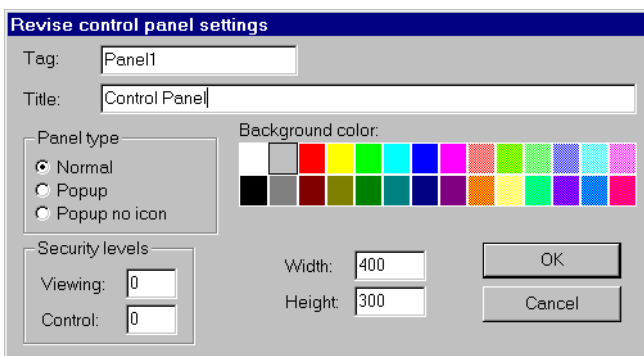 Revise control panel settings
Tag: Panel1
Title: Control Panel
Panel type
Normal
Popup
Popup no icon
Background color:
Security levels
Viewing: 0
Control: 0
Width: 400
Height: 300
OK
Cancel